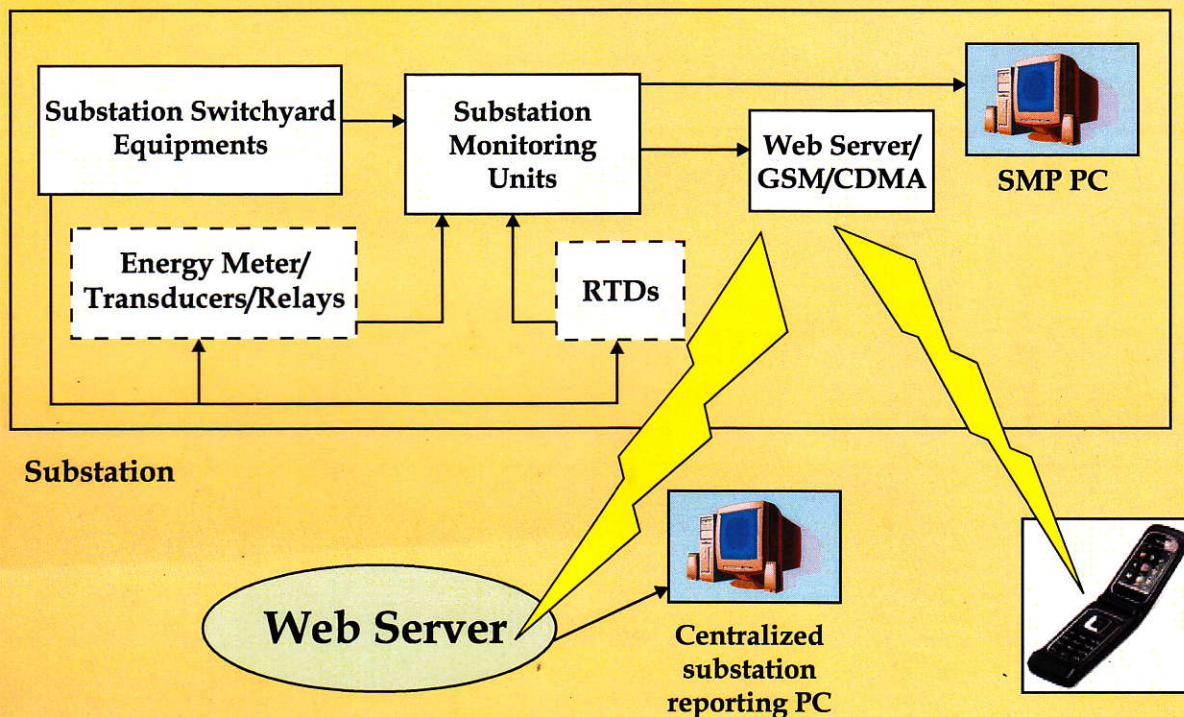 Substation Switchyard
Equipments
Substation
Monitoring
Units
Web Server/
GSM/CDMA
SMP PC
Energy Meter/
Transducers/Relays
RTDs
Substation
Web Server
Centralized
substation
reporting PC